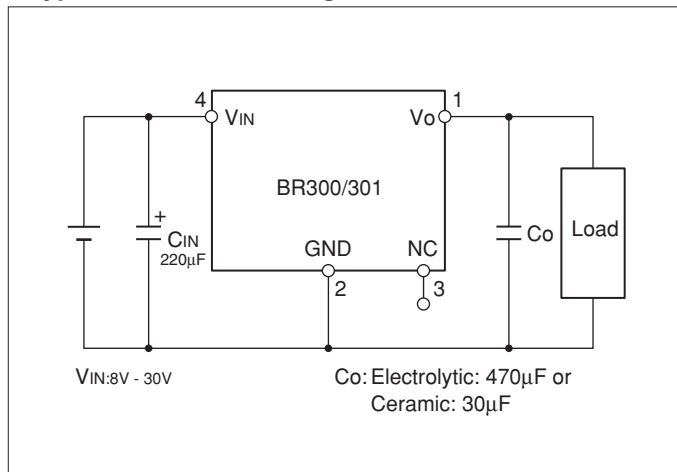 4
VIN
Vo
1
BR300/301
+
CIN
220µF
GND
NC
2
3
Co
Load
VIN:8V - 30V
Co: Electrolytic: 470µF or
Ceramic: 30µF